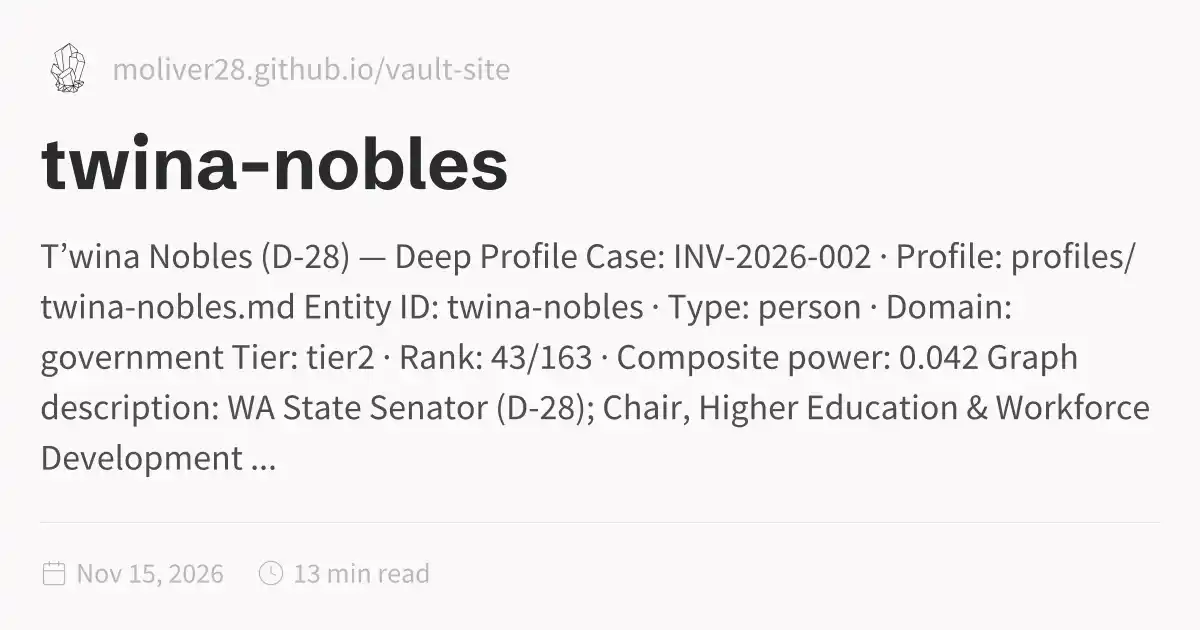 moliver28.github.io/vault-site
twina-nobles
T’wina Nobles (D-28) — Deep Profile Case: INV-2026-002 · Profile: profiles/
twina-nobles.md Entity ID: twina-nobles · Type: person · Domain:
government Tier: tier2 · Rank: 43/163 · Composite power: 0.042 Graph
description: WA State Senator (D-28); Chair, Higher Education & Workforce
Development ...
Nov 15, 2026 13 min read